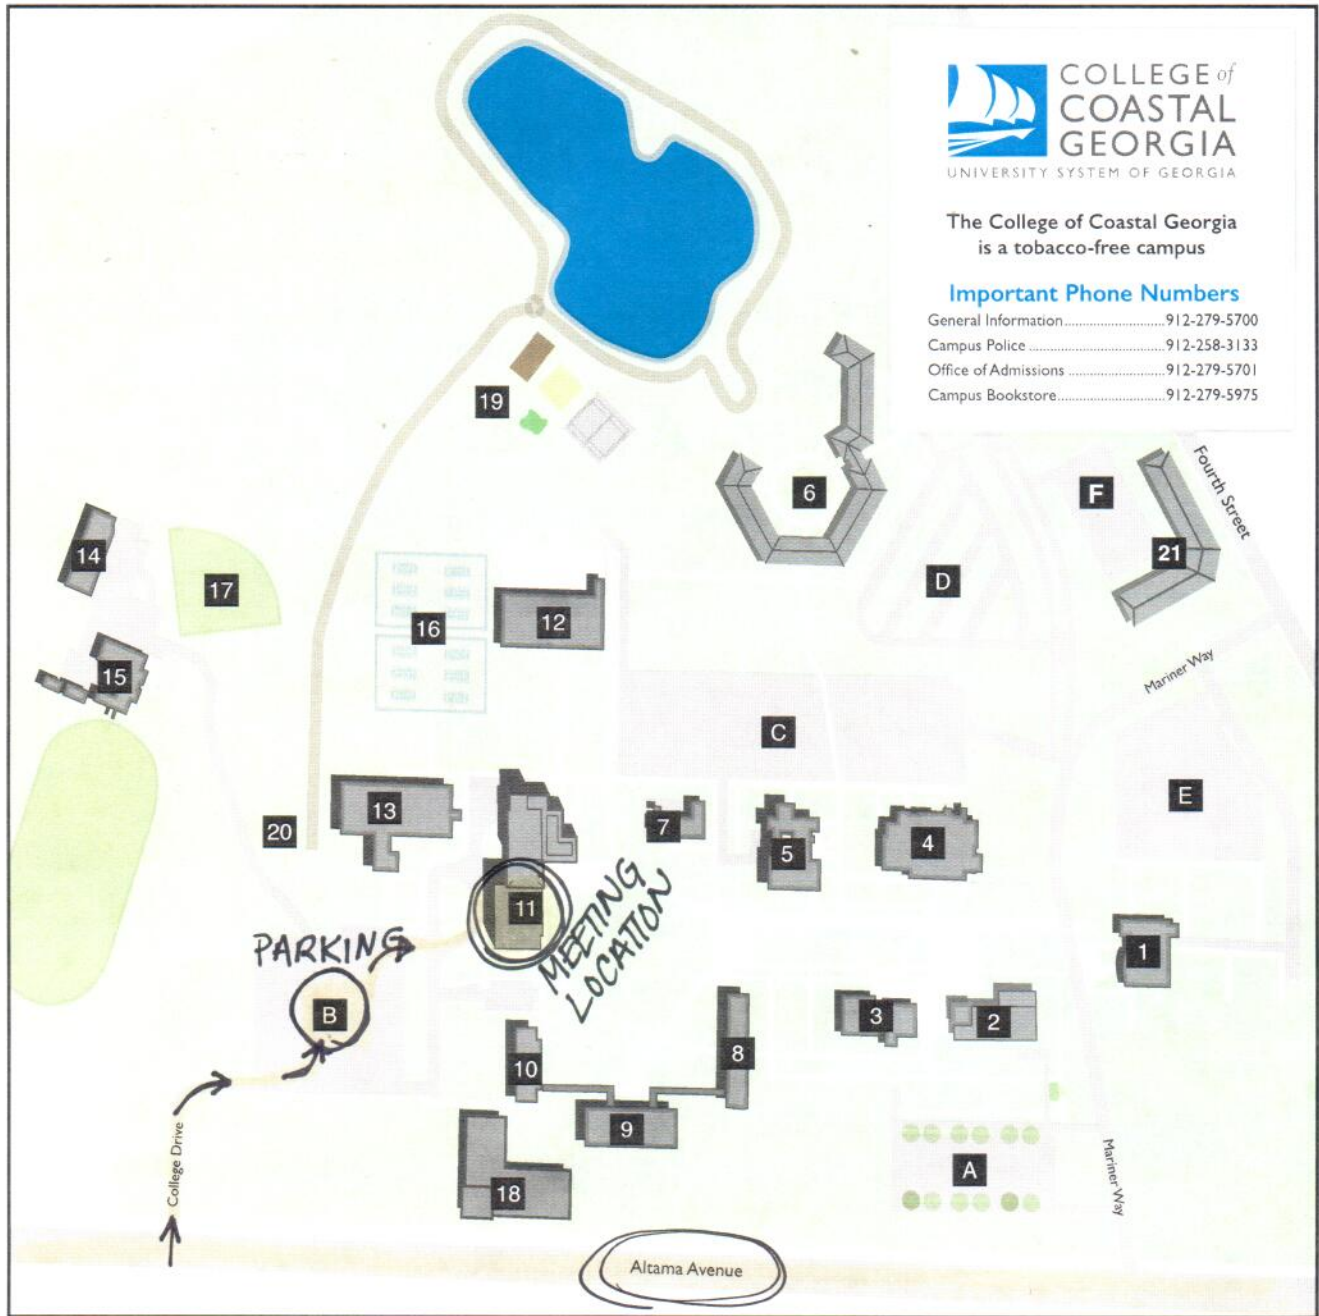 COLLEGE of
COASTAL
GEORGIA
UNIVERSITY SYSTEM OF GEORGIA
The College of Coastal Georgia
is a tobacco-free campus
Important Phone Numbers
General Information............................912-279-5700
Campus Police ......................................912-258-3133
Office of Admissions ...........................912-279-5701
Campus Bookstore..............................912-279-5975
19
6
F
Fourth Street
14
17
21
D
16
12
15
Mariner Way
C
E
13
20
7
5
4
11
MEETING
LOCATION
PARKING
1
B
3
2
10
8
9
College Drive
A
Mariner Way
18
Altama Avenue